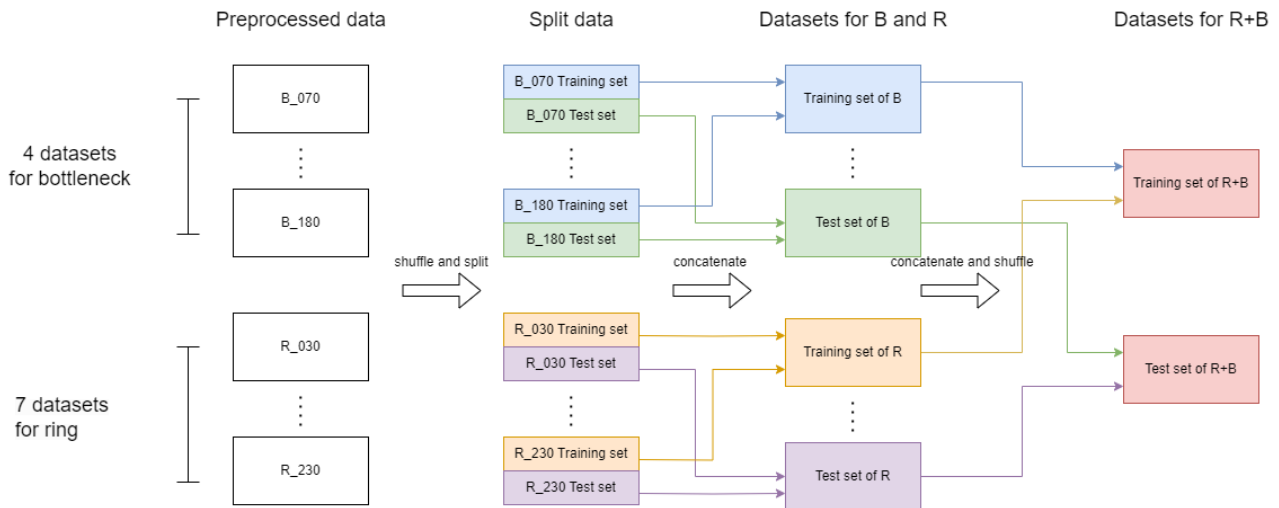 Preprocessed data
Split data
Datasets for B and R
Datasets for R+B
4 datasets
for bottleneck
B_070
B_180
B_070 Training set
B_070 Test set
B_180 Training set
B_180 Test set
Training set of B
Test set of B
Training set of R+B
shuffle and split
concatenate
concatenate and shuffle
7 datasets
for ring
R_030
R_230
R_030 Training set
R_030 Test set
R_230 Training set
R_230 Test set
Training set of R
Test set of R
Test set of R+B